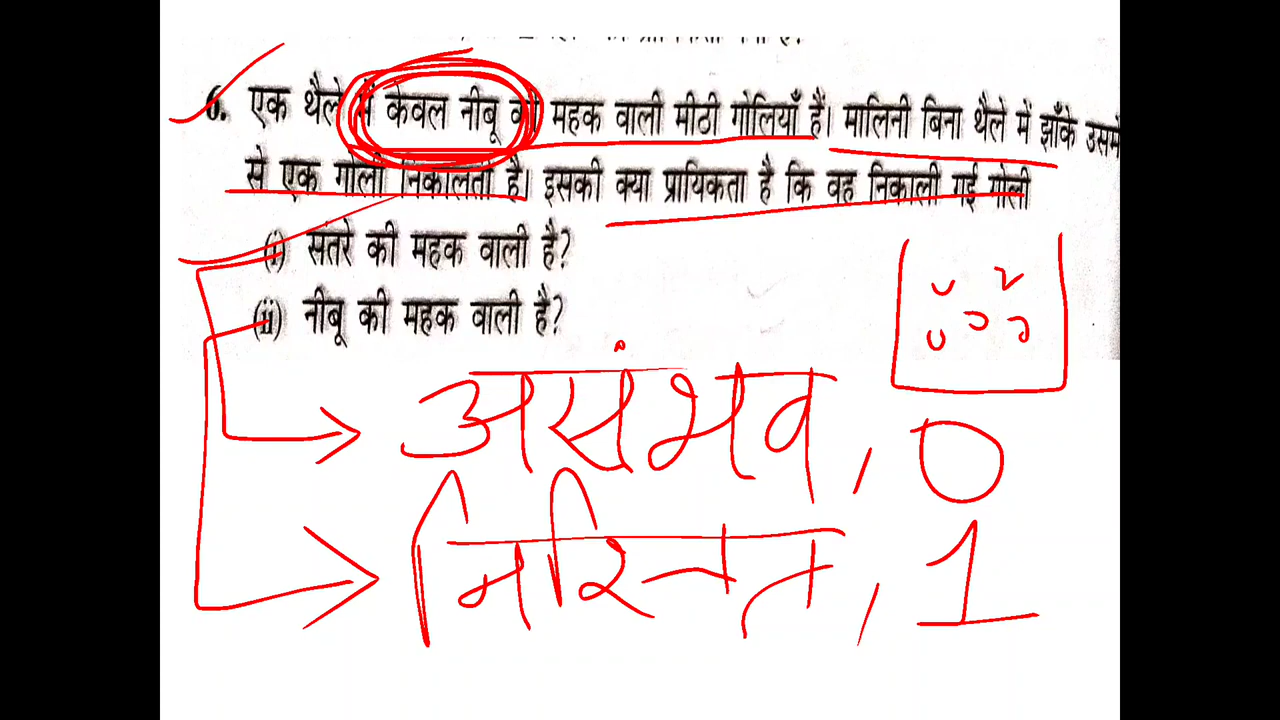 6. एक थैले में केवल नीबू की महक वाली मीठी गोलियाँ हैं। मालिनी बिना थैले में झाँके उसमें
से एक गोली निकालती है। इसकी क्या प्रायिकता है कि वह निकाली गई गोली
(i) संतरे की महक वाली है?
(ii) नीबू की महक वाली है?
असंभव, 0
निश्चित, 1